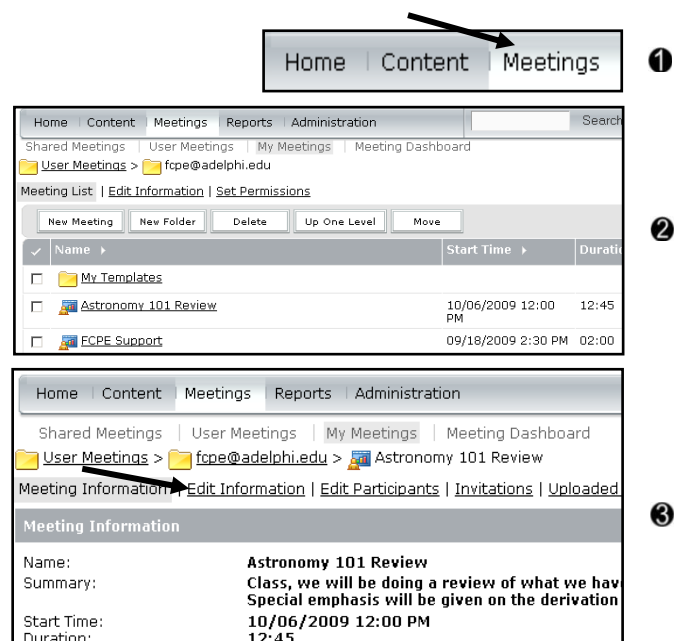 Home Content Meetings
❶
Home Content Meetings Reports Administration Search
Shared Meetings User Meetings My Meetings Meeting Dashboard
User Meetings > fcpe@adelphi.edu
Meeting List | Edit Information | Set Permissions
New Meeting New Folder Delete Up One Level Move
❷
Name Start Time Duratio
My Templates
Astronomy 101 Review 10/06/2009 12:00 PM 12:45
FCPE Support 09/18/2009 2:30 PM 02:00
Home Content Meetings Reports Administration
Shared Meetings User Meetings My Meetings Meeting Dashboard
User Meetings > fcpe@adelphi.edu > Astronomy 101 Review
Meeting Information | Edit Information | Edit Participants | Invitations | Uploaded
❸
Meeting Information
Name: Astronomy 101 Review
Summary: Class, we will be doing a review of what we hav
Special emphasis will be given on the derivation
Start Time: 10/06/2009 12:00 PM
Duration: 12:45